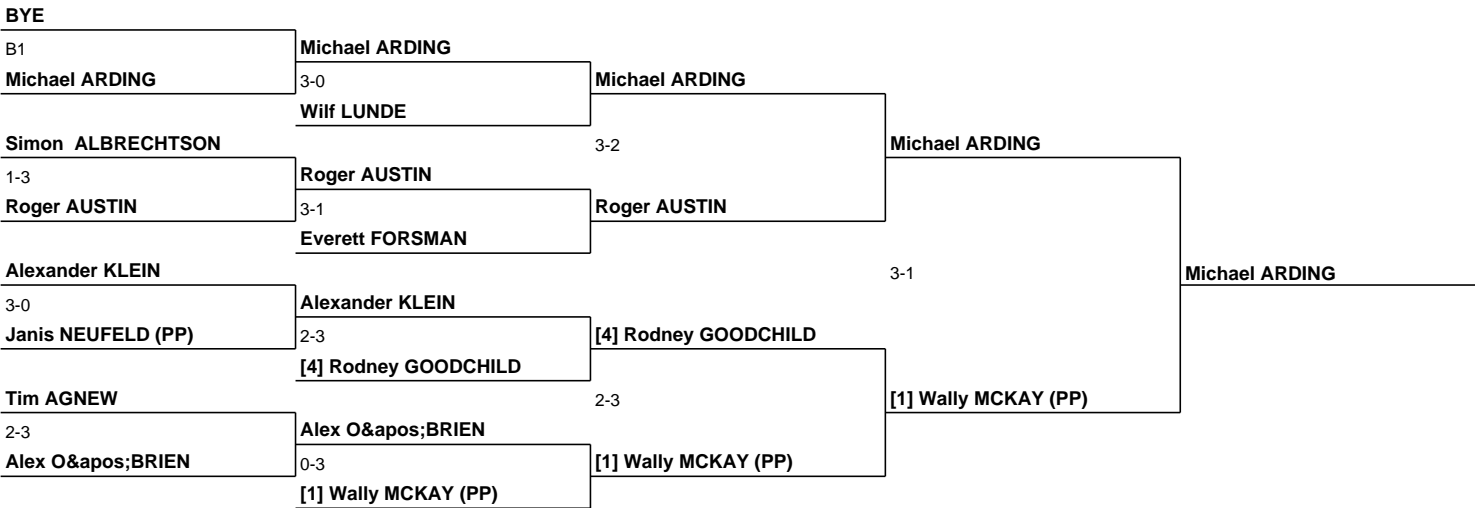 BYE
B1
Michael ARDING
Michael ARDING
3-0
Wilf LUNDE
Michael ARDING
Simon ALBRECHTSON
1-3
Roger AUSTIN
Roger AUSTIN
3-1
Everett FORSMAN
3-2
Roger AUSTIN
Michael ARDING
Alexander KLEIN
3-0
Janis NEUFELD (PP)
Alexander KLEIN
2-3
[4] Rodney GOODCHILD
[4] Rodney GOODCHILD
Tim AGNEW
2-3
Alex O&apos;BRIEN
Alex O&apos;BRIEN
0-3
[1] Wally MCKAY (PP)
2-3
[1] Wally MCKAY (PP)
3-1
[1] Wally MCKAY (PP)
Michael ARDING